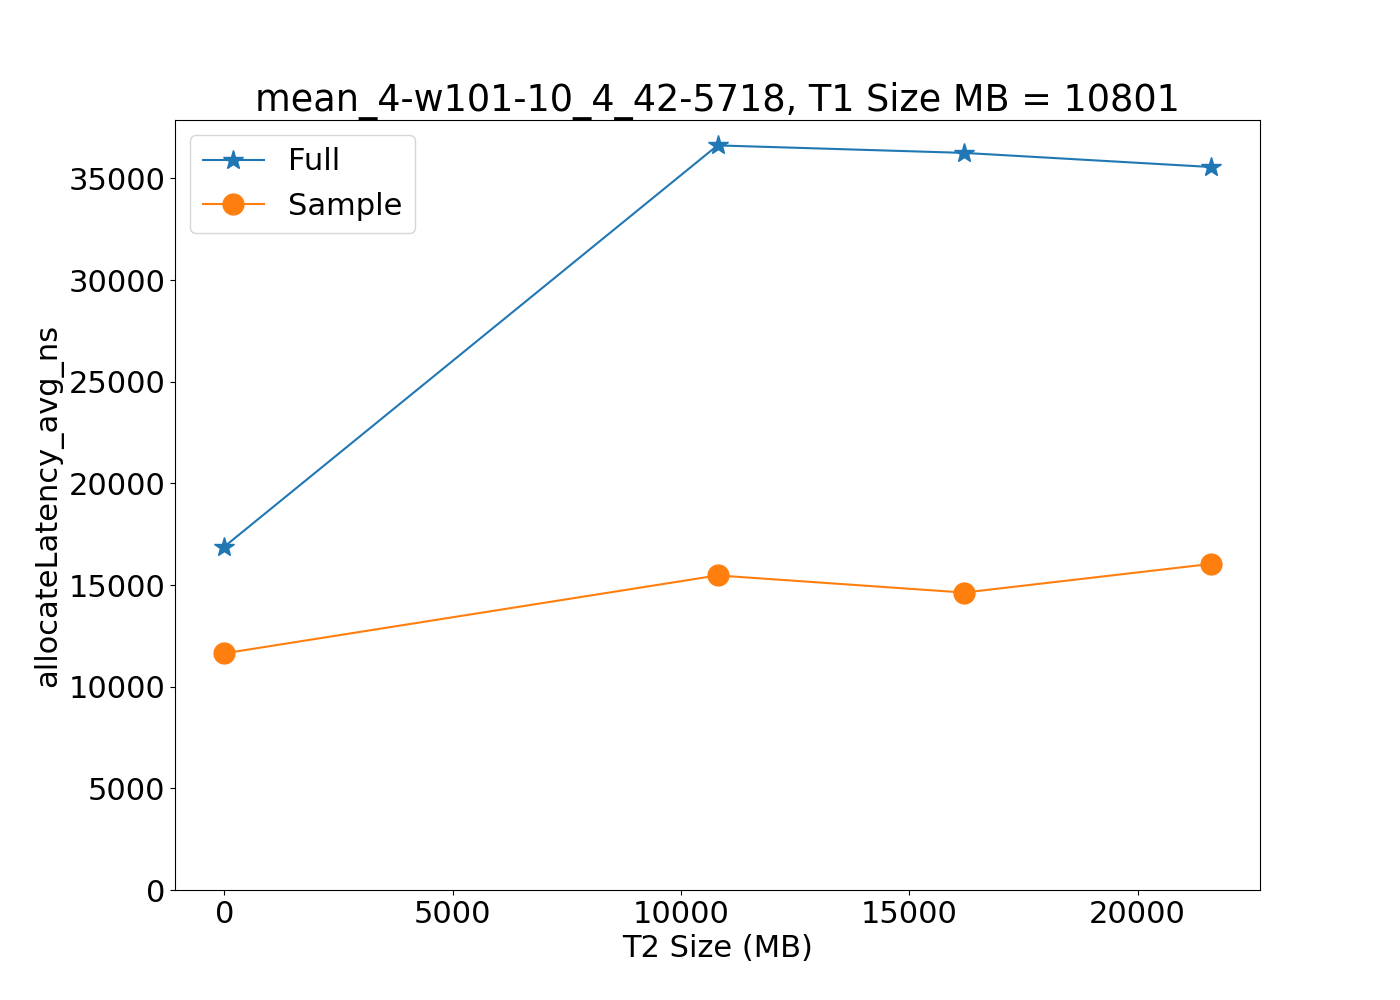 mean_4-w101-10_4_42-5718, T1 Size MB = 10801
Full
Sample
allocateLatency_avg_ns
35000
30000
25000
20000
15000
10000
5000
0
0 5000 10000 15000 20000
T2 Size (MB)